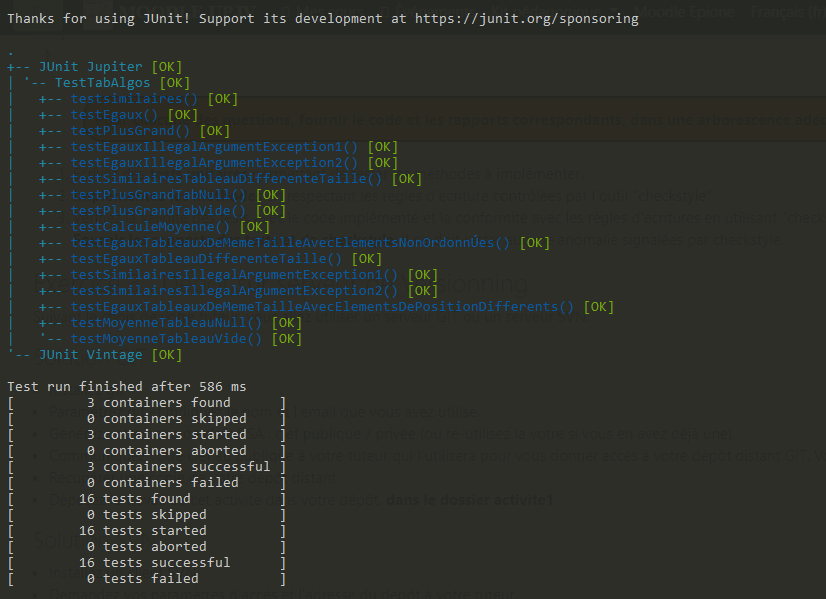 Thanks for using JUnit! Support its development at https://junit.org/sponsoring
.
+-- JUnit Jupiter [OK]
| '-- TestTabAlgos [OK]
|   +-- testsimilaires() [OK]
|   +-- testEgaux() [OK]
|   +-- testPlusGrand() [OK]
|   +-- testEgauxIllegalArgumentException1() [OK]
|   +-- testEgauxIllegalArgumentException2() [OK]
|   +-- testSimilairesTableauDifferenteTaille() [OK]
|   +-- testPlusGrandTabNull() [OK]
|   +-- testPlusGrandTabVide() [OK]
|   +-- testCalculeMoyenne() [OK]
|   +-- testEgauxTableauxDeMemeTailleAvecElementsNonOrdonnÚes() [OK]
|   +-- testEgauxTableauDifferenteTaille() [OK]
|   +-- testSimilairesIllegalArgumentException1() [OK]
|   +-- testSimilairesIllegalArgumentException2() [OK]
|   +-- testEgauxTableauxDeMemeTailleAvecElementsDePositionDifferents() [OK]
|   +-- testMoyenneTableauNull() [OK]
|   '-- testMoyenneTableauVide() [OK]
'-- JUnit Vintage [OK]
Test run finished after 586 ms
[         3 containers found      ]
[         0 containers skipped    ]
[         3 containers started    ]
[         0 containers aborted    ]
[         3 containers successful ]
[         0 containers failed     ]
[        16 tests found           ]
[         0 tests skipped         ]
[        16 tests started         ]
[         0 tests aborted         ]
[        16 tests successful      ]
[         0 tests failed          ]